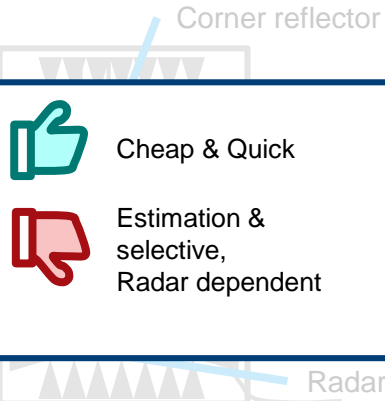 Corner reflector
Cheap & Quick
Estimation &
selective,
Radar dependent
Radar